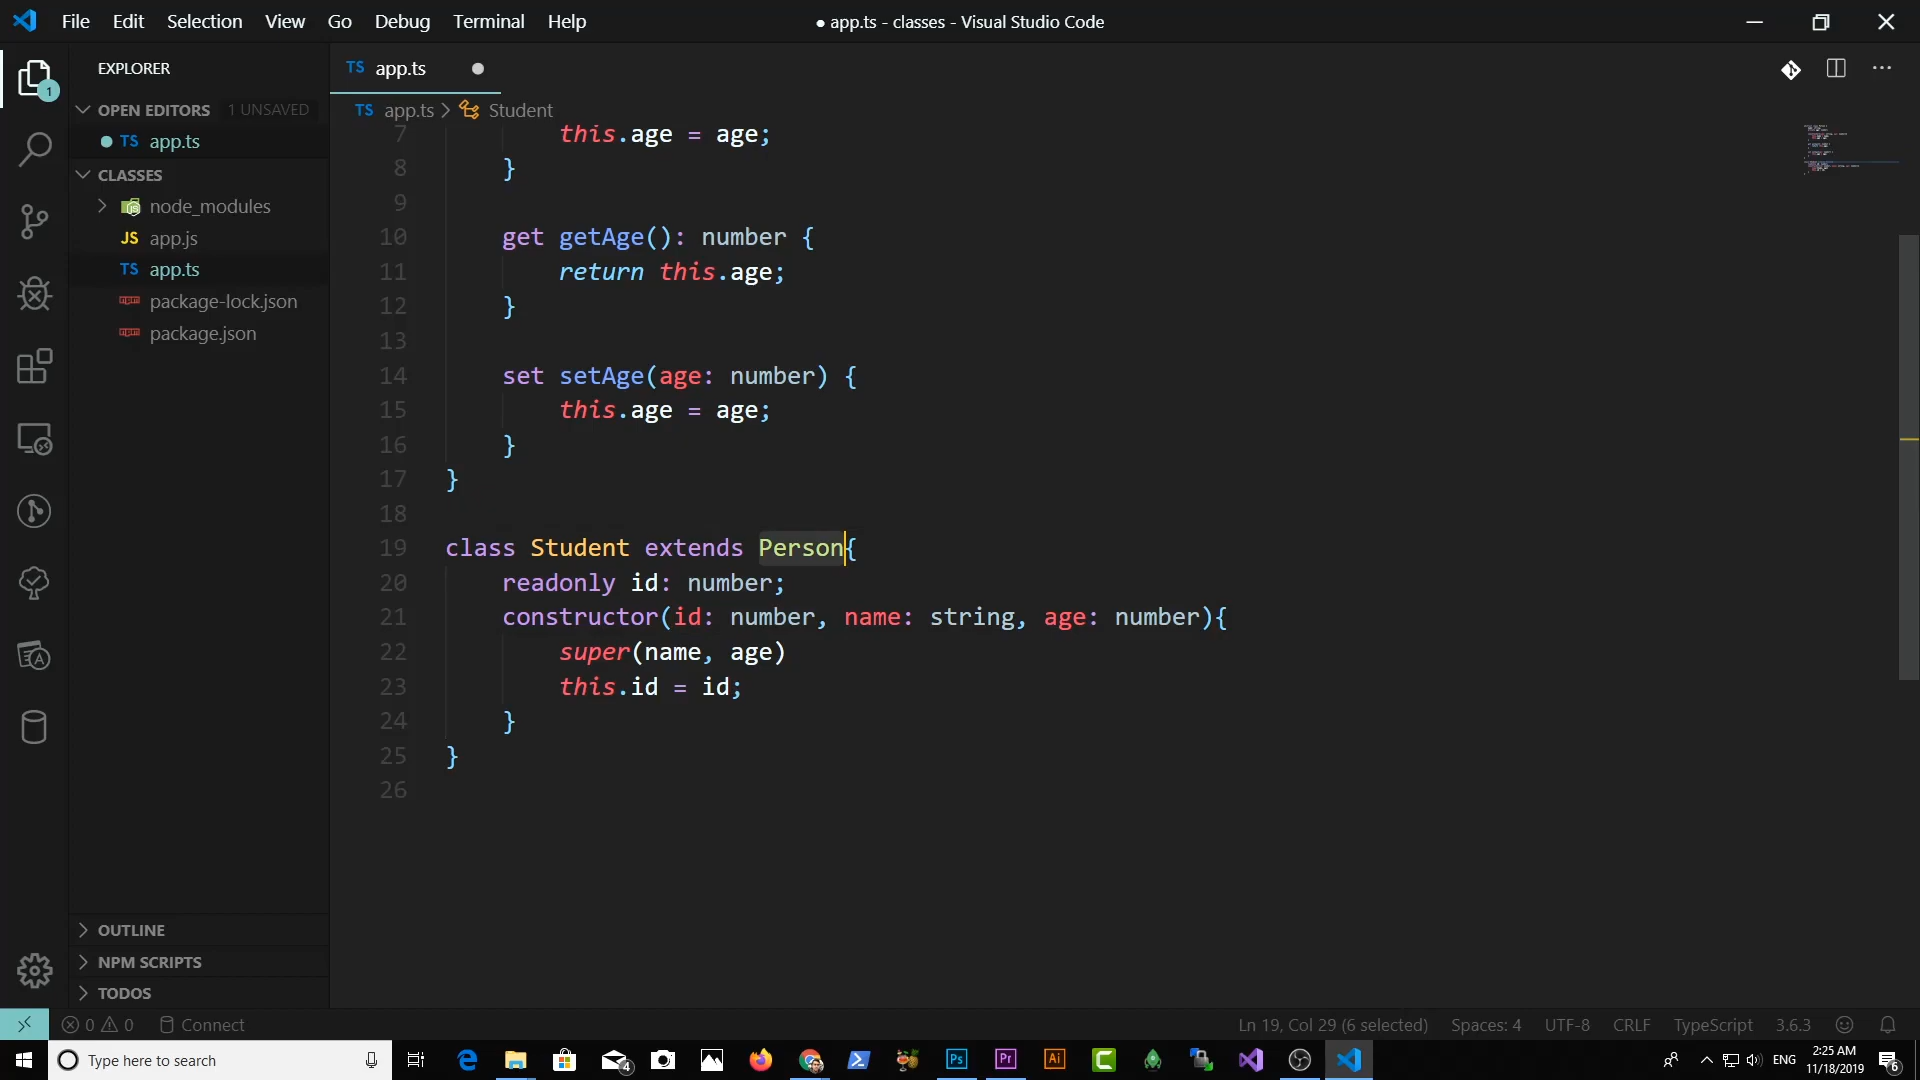 File Edit Selection View Go Debug Terminal Help
● app.ts - classes - Visual Studio Code
EXPLORER
OPEN EDITORS 1 UNSAVED
TS app.ts
CLASSES
node_modules
JS app.js
TS app.ts
package-lock.json
package.json
OUTLINE
NPM SCRIPTS
TODOS
1
TS app.ts
TS app.ts > Student
7 this.age = age;
8 }
9
10 get getAge(): number {
11 return this.age;
12 }
13
14 set setAge(age: number) {
15 this.age = age;
16 }
17 }
18
19 class Student extends Person{
20 readonly id: number;
21 constructor(id: number, name: string, age: number){
22 super(name, age)
23 this.id = id;
24 }
25 }
26
0 0 Connect
Ln 19, Col 29 (6 selected) Spaces: 4 UTF-8 CRLF TypeScript 3.6.3
Type here to search
4
Ps
Pr
Ai
ENG
2:25 AM
11/18/2019
6